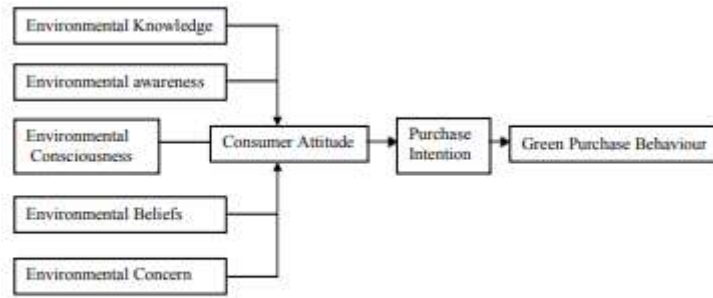 Environmental Knowledge
Environmental awareness
Environmental
Consciousness
Consumer Attitude
Purchase
Intention
Green Purchase Behaviour
Environmental Beliefs
Environmental Concern